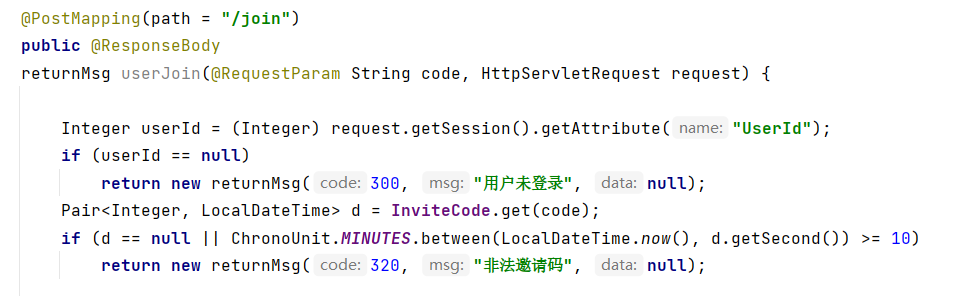 @PostMapping(path = "/join")
public @ResponseBody
returnMsg userJoin(@RequestParam String code, HttpServletRequest request) {
Integer userId = (Integer) request.getSession().getAttribute( name: "UserId");
if (userId == null)
return new returnMsg( code: 300, msg: "用户未登录", data: null);
Pair<Integer, LocalDateTime> d = InviteCode.get(code);
if (d == null || ChronoUnit.MINUTES.between(LocalDateTime.now(), d.getSecond()) >= 10)
return new returnMsg( code: 320, msg: "非法邀请码", data: null);